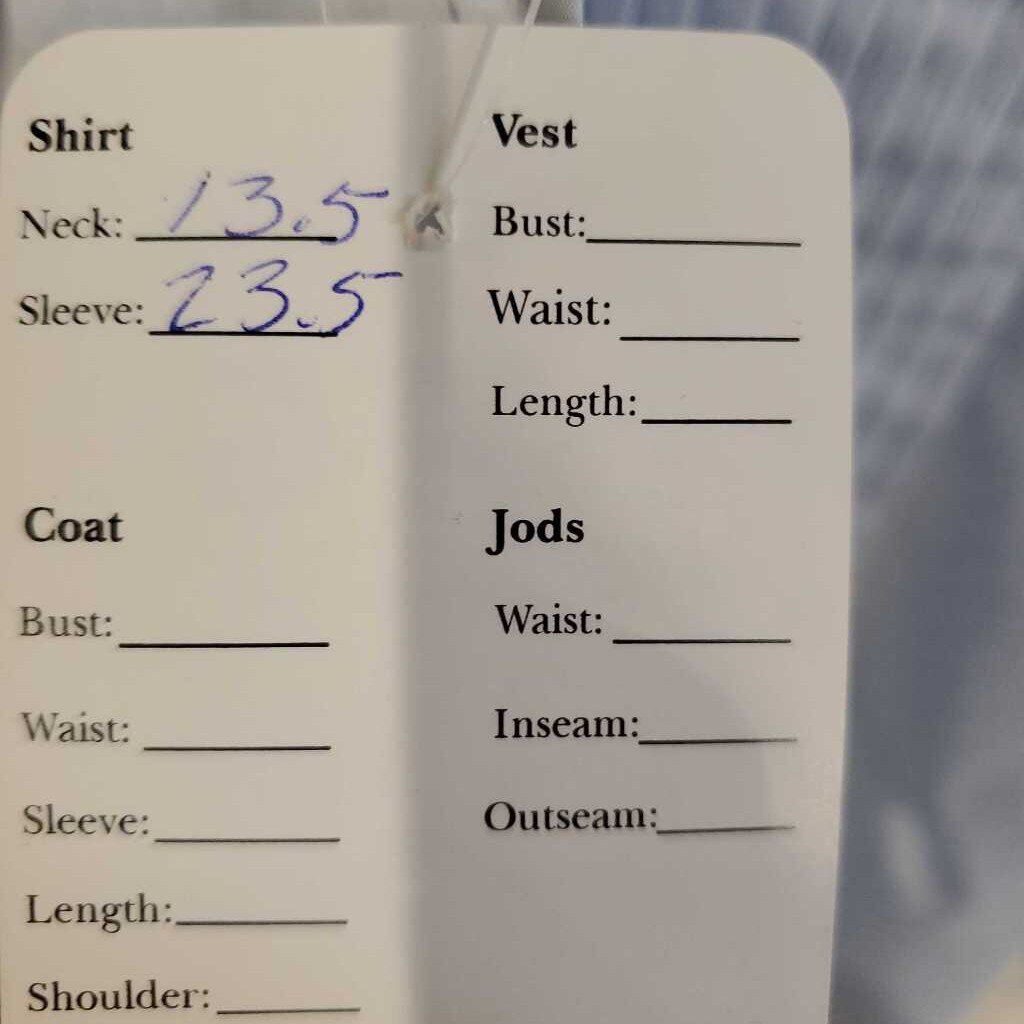 Shirt
Neck: 13.5
Sleeve: 23.5
Vest
Bust:
Waist:
Length:
Coat
Bust:
Waist:
Sleeve:
Length:
Shoulder:
Jods
Waist:
Inseam:
Outseam: